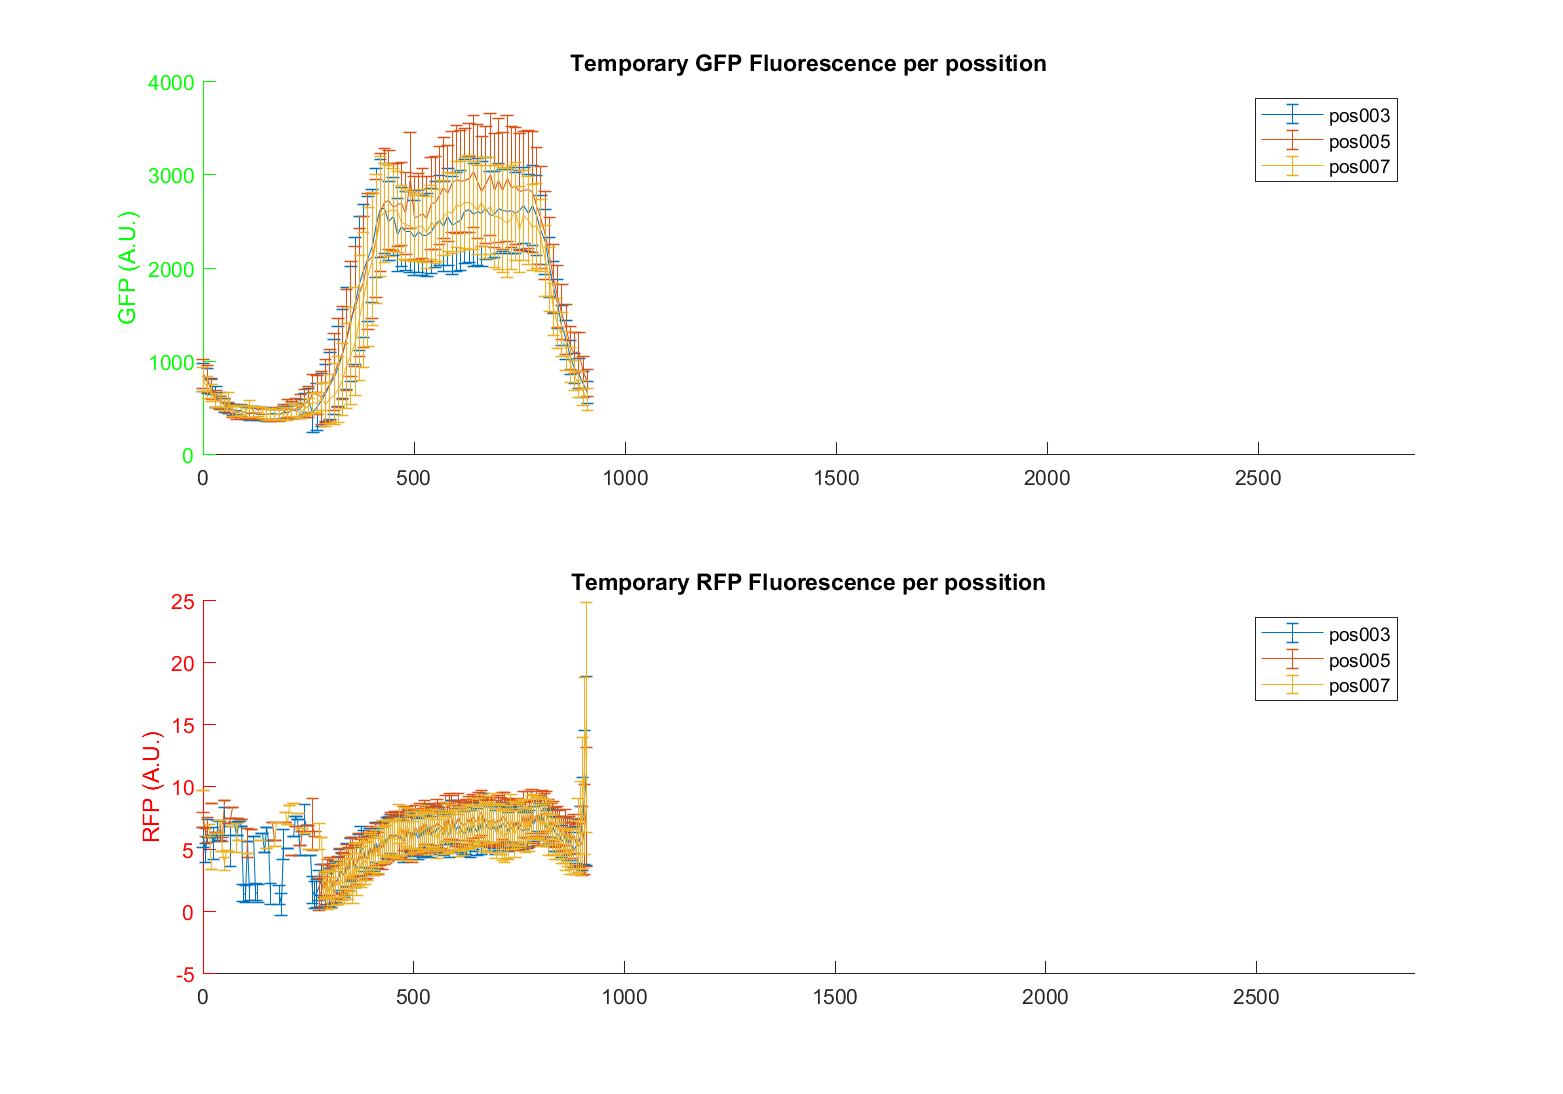 Temporary GFP Fluorescence per possition
4000
3000
2000
1000
0
GFP (A.U.)
0 500 1000 1500 2000 2500
pos003
pos005
pos007
Temporary RFP Fluorescence per possition
25
20
15
10
5
0
-5
RFP (A.U.)
0 500 1000 1500 2000 2500
pos003
pos005
pos007